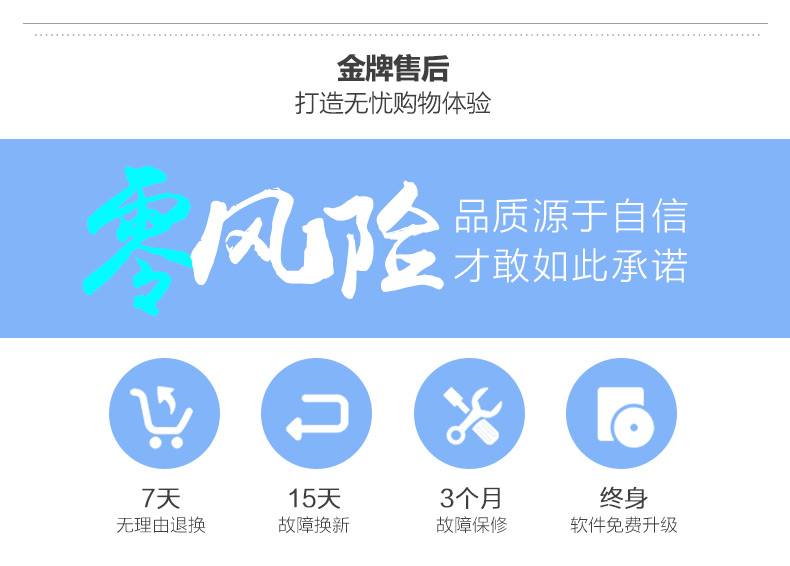 金牌售后
打造无忧购物体验
零风险
品质源于自信
才敢如此承诺
7天
无理由退换
15天
故障换新
3个月
故障保修
终身
软件免费升级